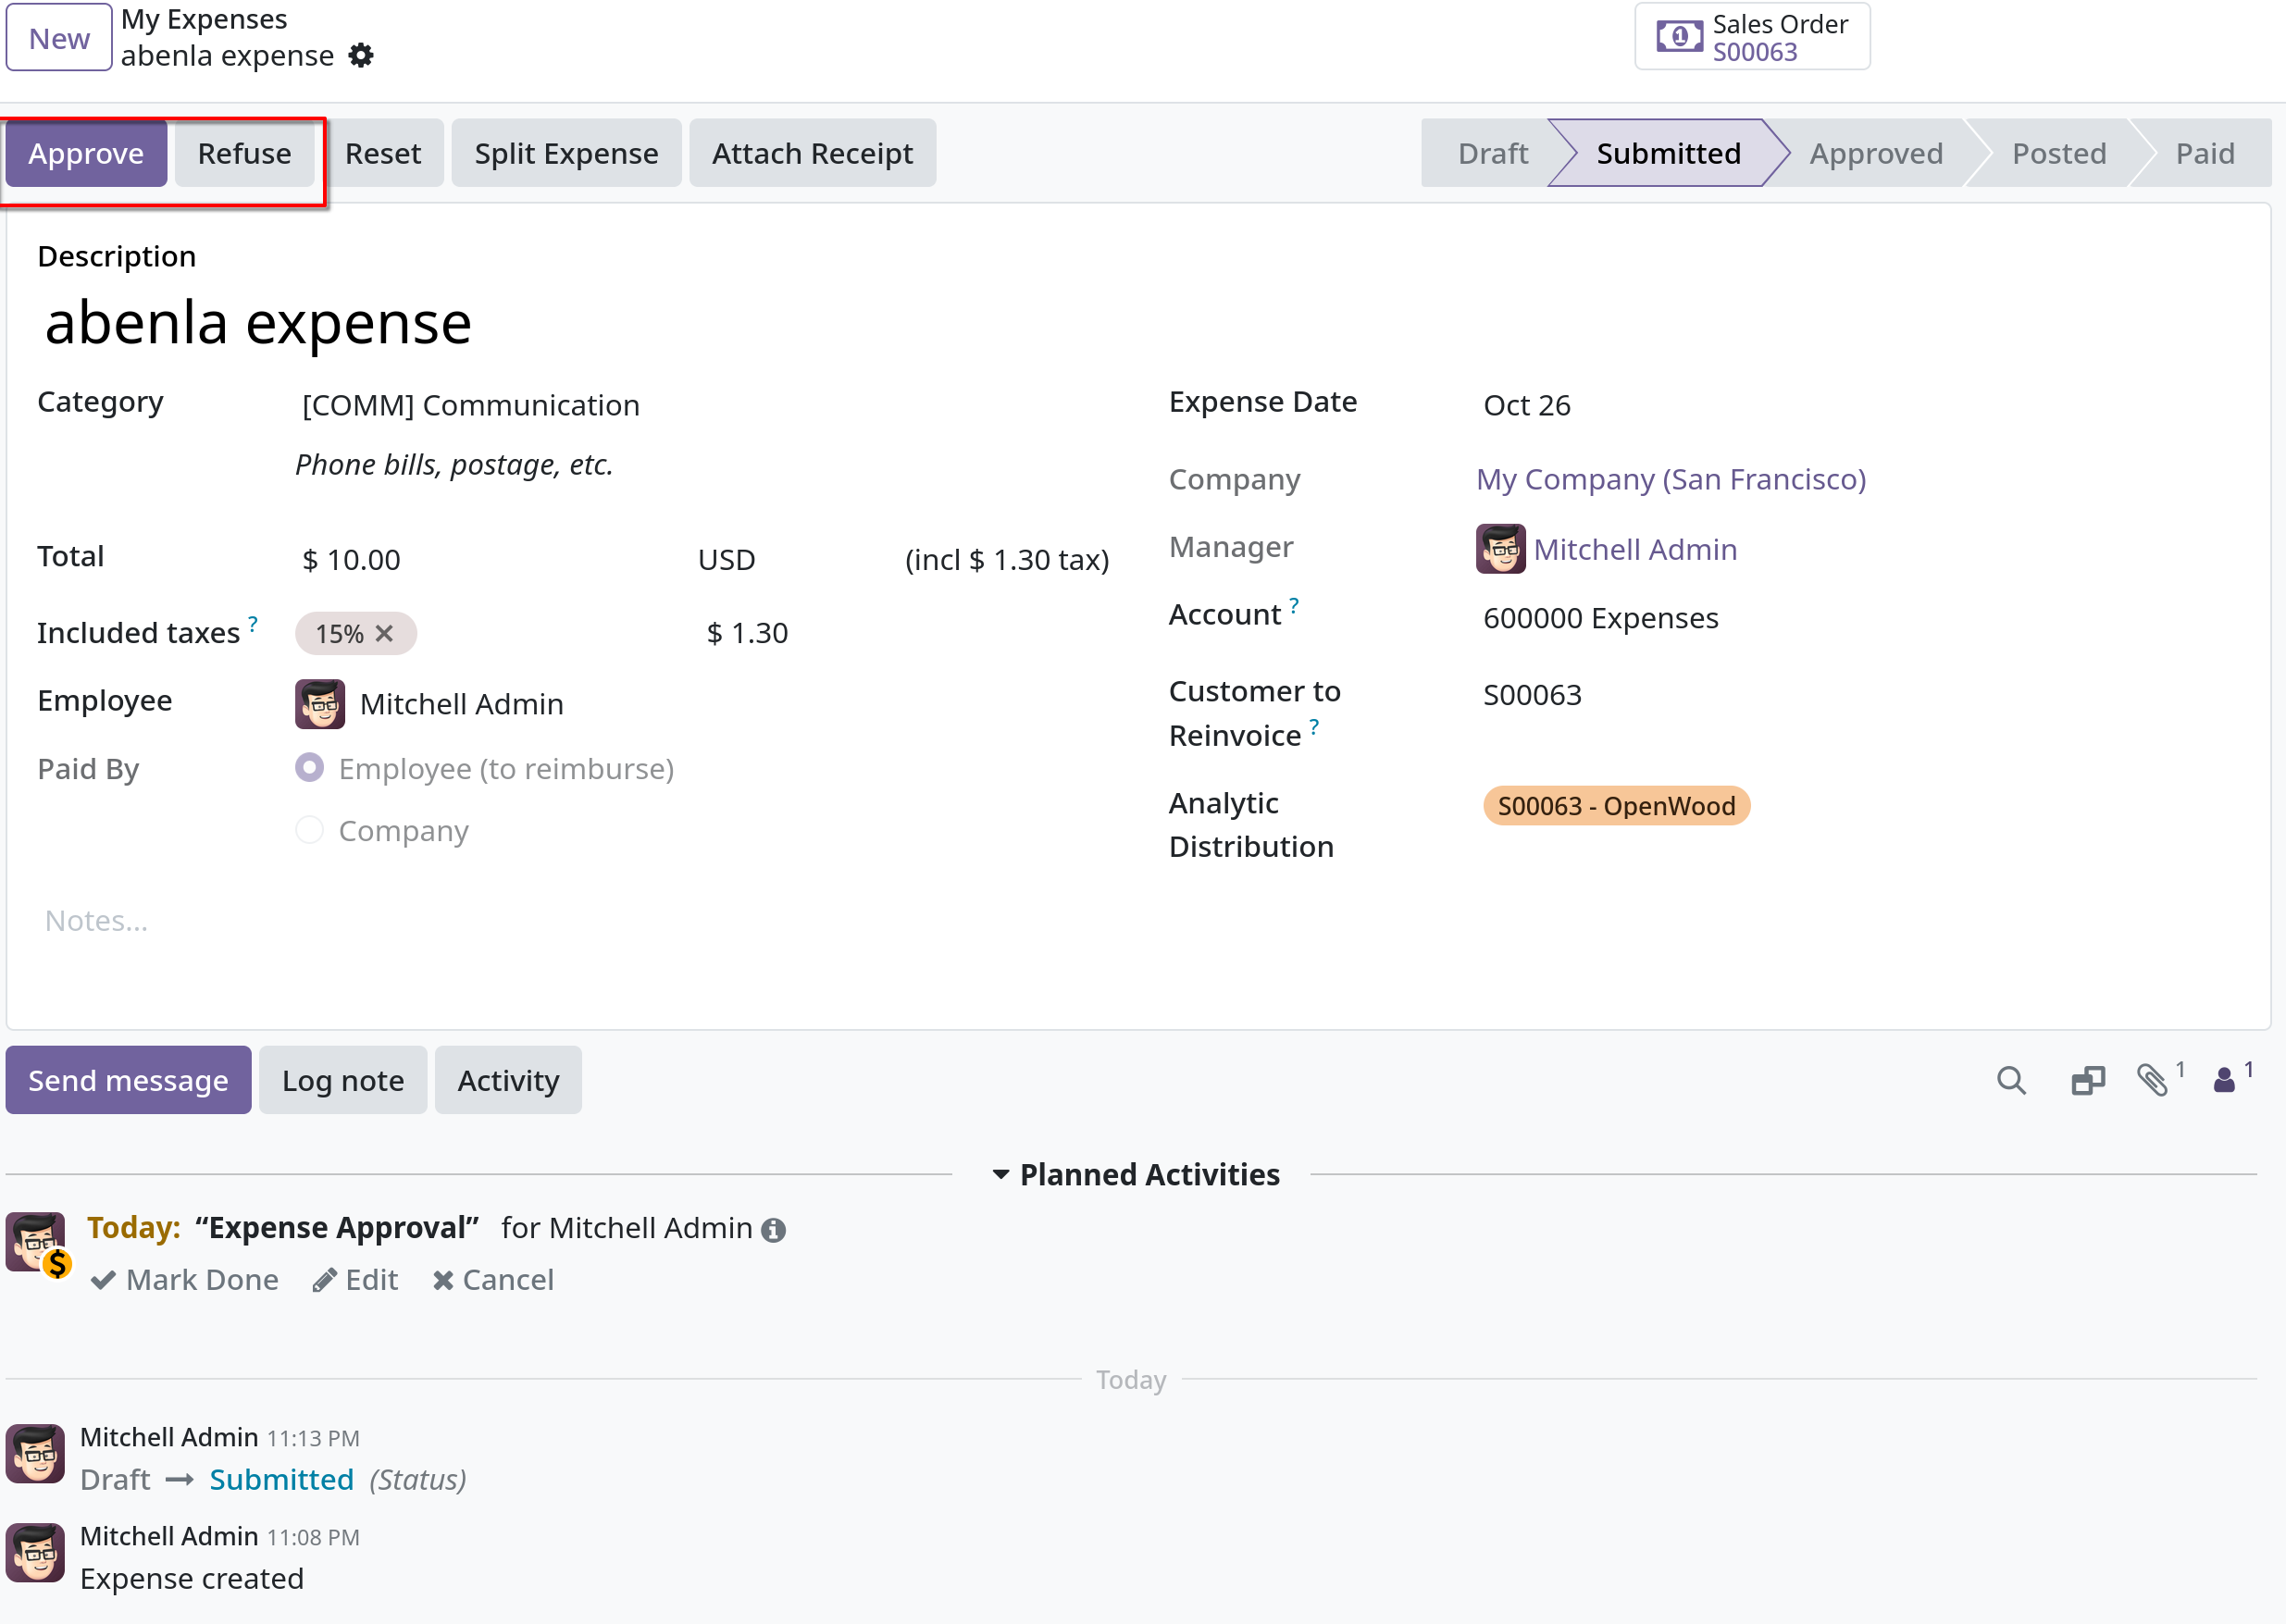 New
My Expenses
abenla expense
Sales Order
S00063
Approve Refuse Reset Split Expense Attach Receipt
Draft Submitted Approved Posted Paid
Description
abenla expense
Category [COMM] Communication
Phone bills, postage, etc.
Total $ 10.00 USD (incl $ 1.30 tax)
Included taxes ? 15% $ 1.30
Employee Mitchell Admin
Paid By Employee (to reimburse)
Company
Expense Date Oct 26
Company My Company (San Francisco)
Manager Mitchell Admin
Account ? 600000 Expenses
Customer to S00063
Reinvoice ?
Analytic S00063 - OpenWood
Distribution
Notes...
Send message Log note Activity
1 1
Planned Activities
Today: “Expense Approval” for Mitchell Admin
Mark Done Edit Cancel
Today
Mitchell Admin 11:13 PM
Draft → Submitted (Status)
Mitchell Admin 11:08 PM
Expense created